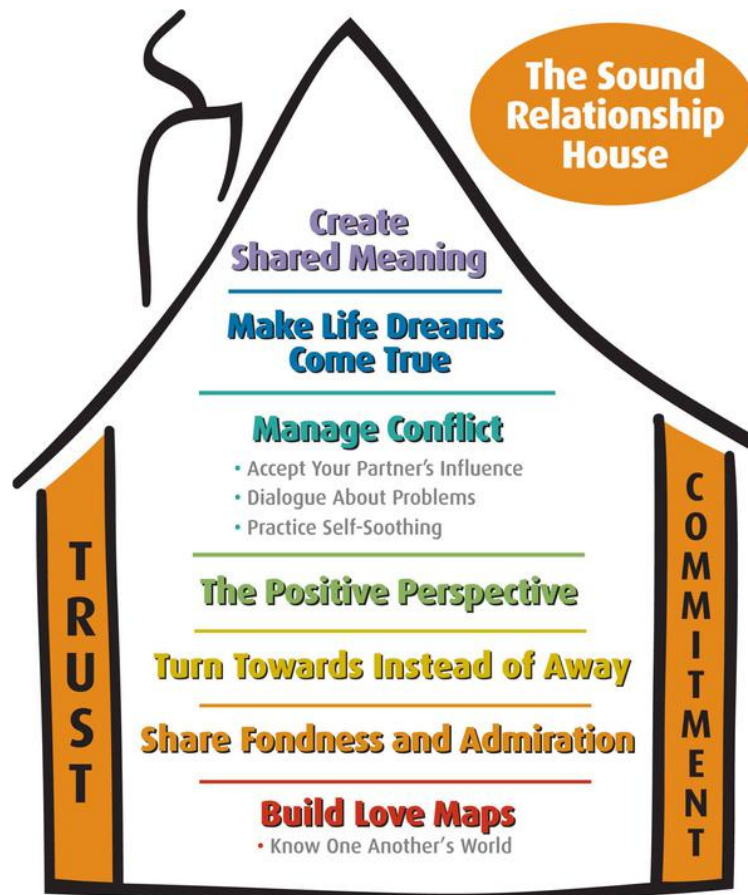 The Sound
Relationship
House
Create
Shared Meaning
Make Life Dreams
Come True
Manage Conflict
• Accept Your Partner's Influence
• Dialogue About Problems
• Practice Self-Soothing
The Positive Perspective
Turn Towards Instead of Away
Share Fondness and Admiration
Build Love Maps
• Know One Another's World
TRUST
COMMITMENT